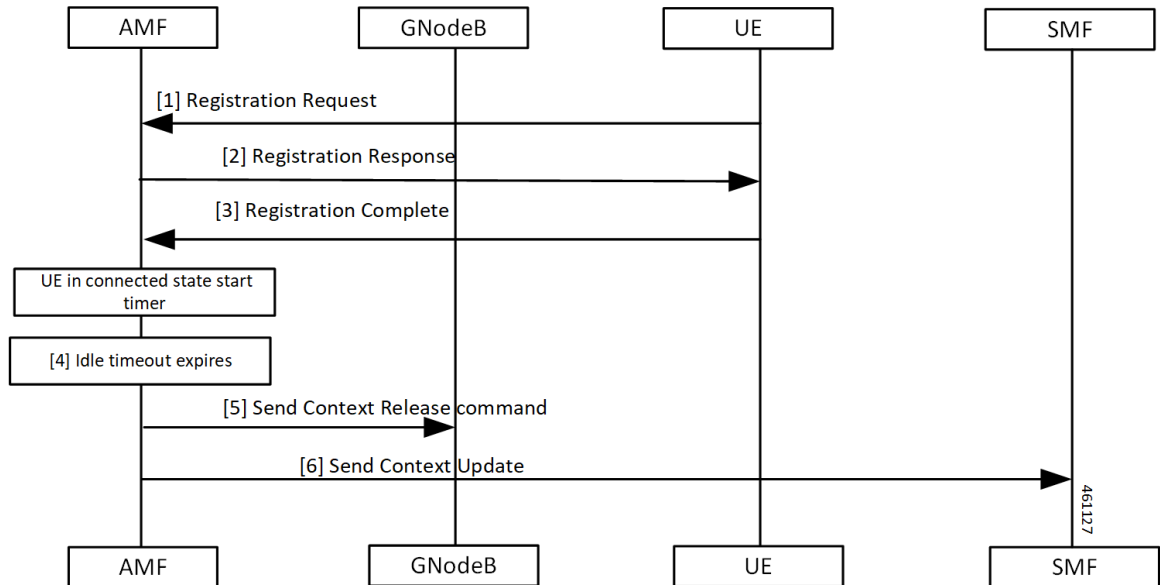 AMF
GNodeB
UE
SMF
[1] Registration Request
[2] Registration Response
[3] Registration Complete
UE in connected state start
timer
[4] Idle timeout expires
[5] Send Context Release command
[6] Send Context Update
461127
AMF
GNodeB
UE
SMF